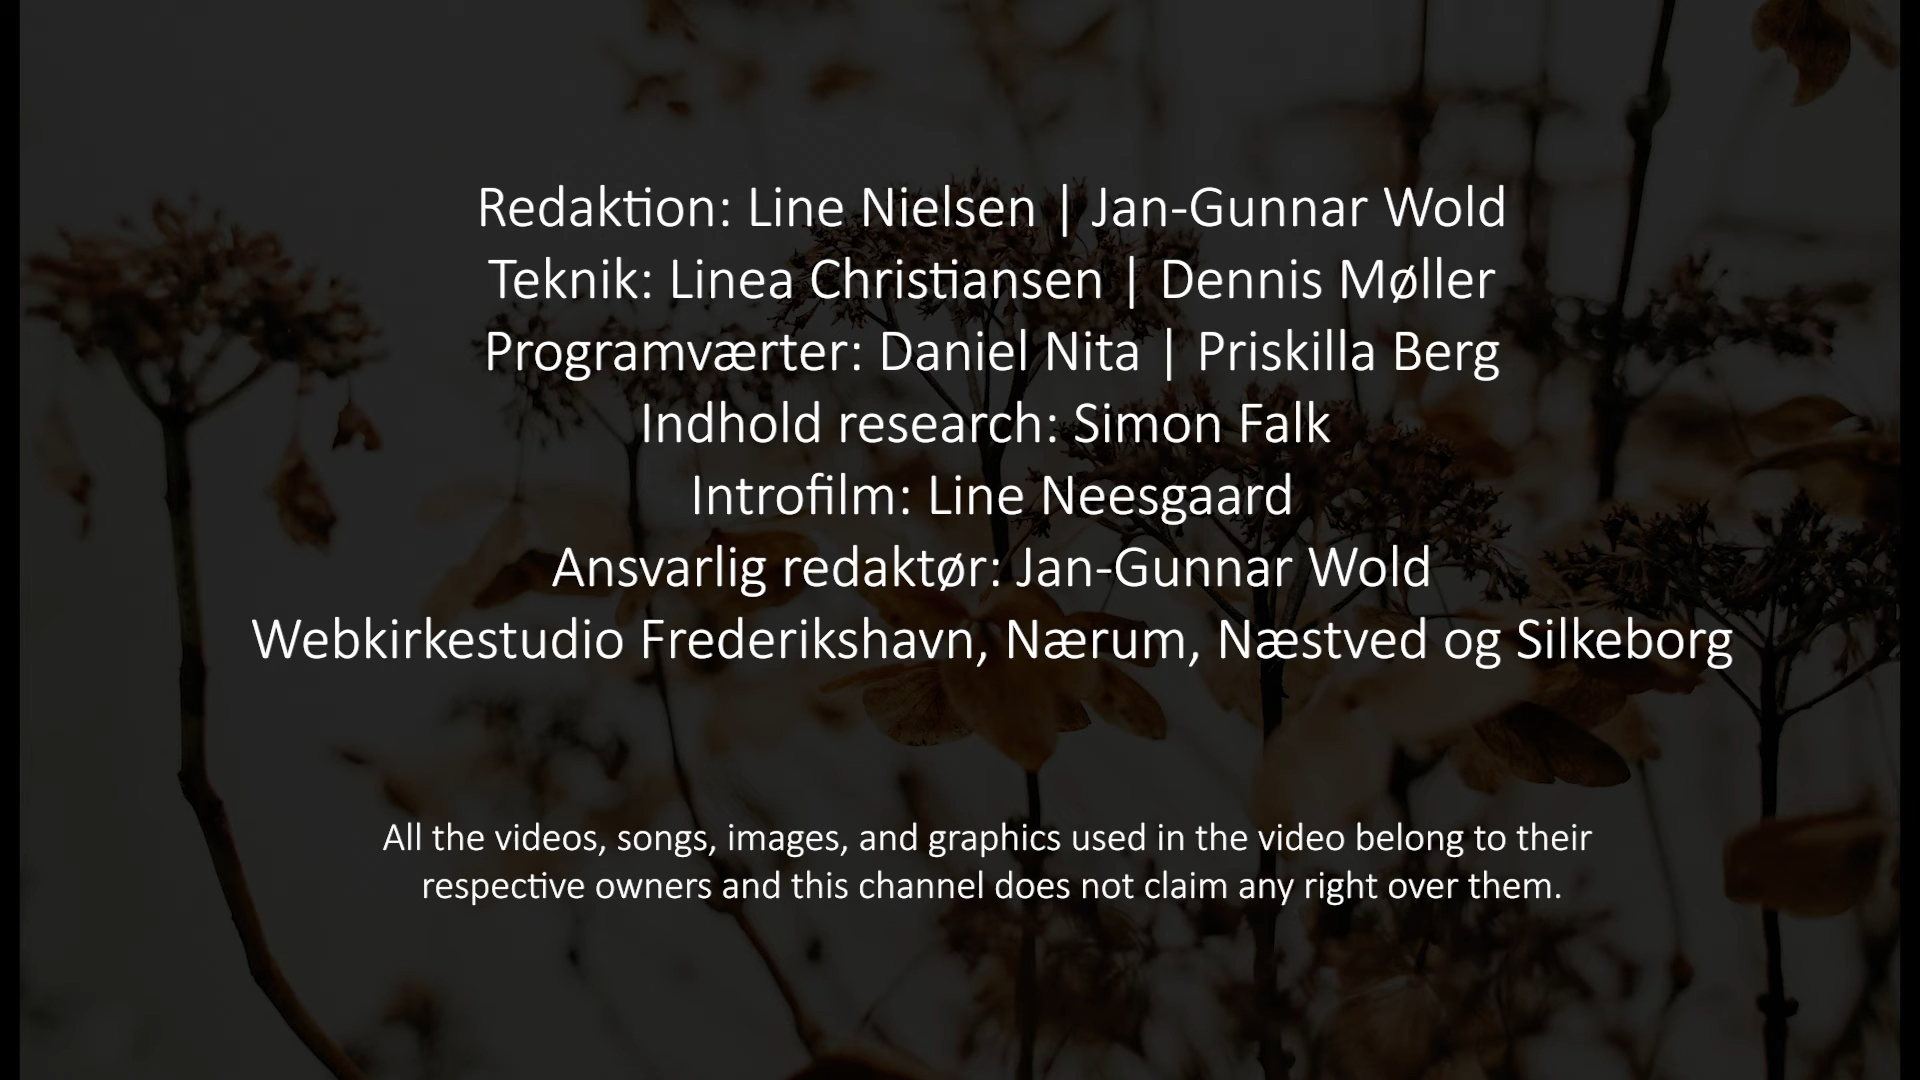 Redaktion: Line Nielsen | Jan-Gunnar Wold
Teknik: Linea Christiansen | Dennis Møller
Programværter: Daniel Nita | Priskilla Berg
Indhold research: Simon Falk
Introfilm: Line Neesgaard
Ansvarlig redaktør: Jan-Gunnar Wold
Webkirkestudio Frederikshavn, Nærum, Næstved og Silkeborg
All the videos, songs, images, and graphics used in the video belong to their
respective owners and this channel does not claim any right over them.